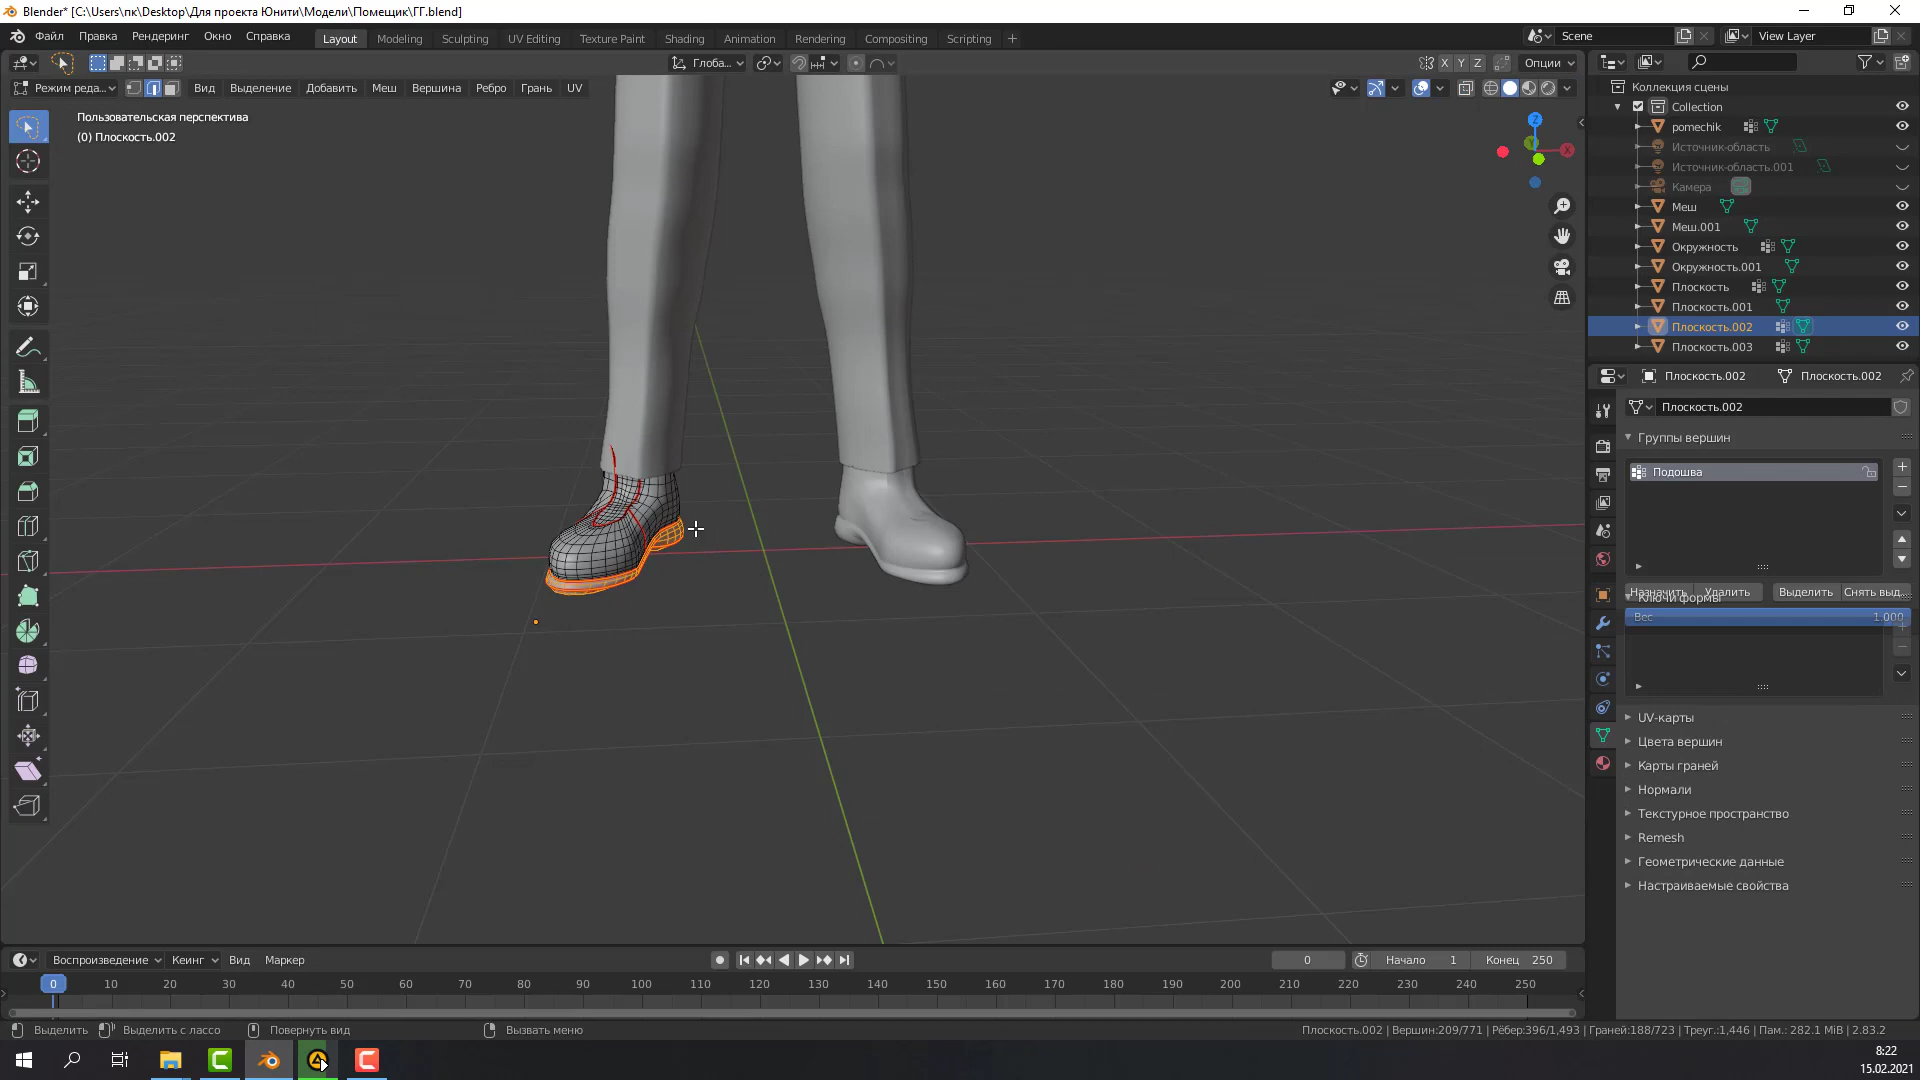 Blender* [C:\Users\пк\Desktop\Для проекта Юнити\Модели\Помещик\ГГ.blend]
Файл Правка Рендеринг Окно Справка Layout Modeling Sculpting UV Editing Texture Paint Shading Animation Rendering Compositing Scripting Scene View Layer
Глоба... X Y Z Опции
Режим реда... Вид Выделение Добавить Меш Вершина Ребро Грань UV
Пользовательская перспектива
(0) Плоскость.002
Z
Y
X
Коллекция сцены
Collection
pomechik
Источник-область
Источник-область.001
Камера
Меш
Меш.001
Окружность
Окружность.001
Плоскость
Плоскость.001
Плоскость.002
Плоскость.003
Плоскость.002 Плоскость.002
Плоскость.002
Группы вершин
Подошва
Назначить Удалить Выделить Снять выд...
Ключи формы
Вес 1.000
UV-карты
Цвета вершин
Карты граней
Нормали
Текстурное пространство
Remesh
Геометрические данные
Настраиваемые свойства
Воспроизведение Кеинг Вид Маркер 0 Начало 1 Конец 250
0 10 20 30 40 50 60 70 80 90 100 110 120 130 140 150 160 170 180 190 200 210 220 230 240 250
Выделить Выделить с лассо Повернуть вид Вызвать меню Плоскость.002 | Вершин:209/771 | Рёбер:396/1,493 | Граней:188/723 | Треуг.:1,446 | Пам.: 282.1 MiB | 2.83.2
8:22
15.02.2021